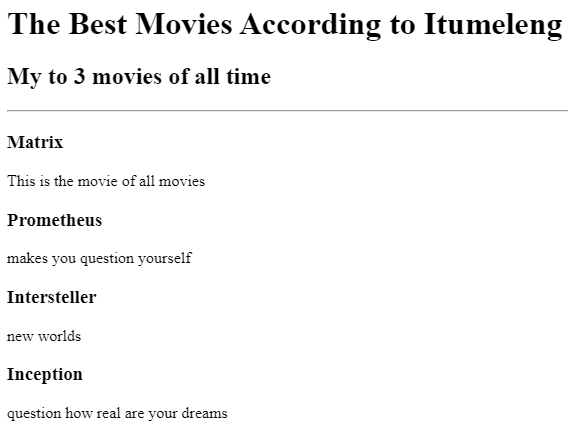 The Best Movies According to Itumeleng
My to 3 movies of all time
Matrix
This is the movie of all movies
Prometheus
makes you question yourself
Intersteller
new worlds
Inception
question how real are your dreams